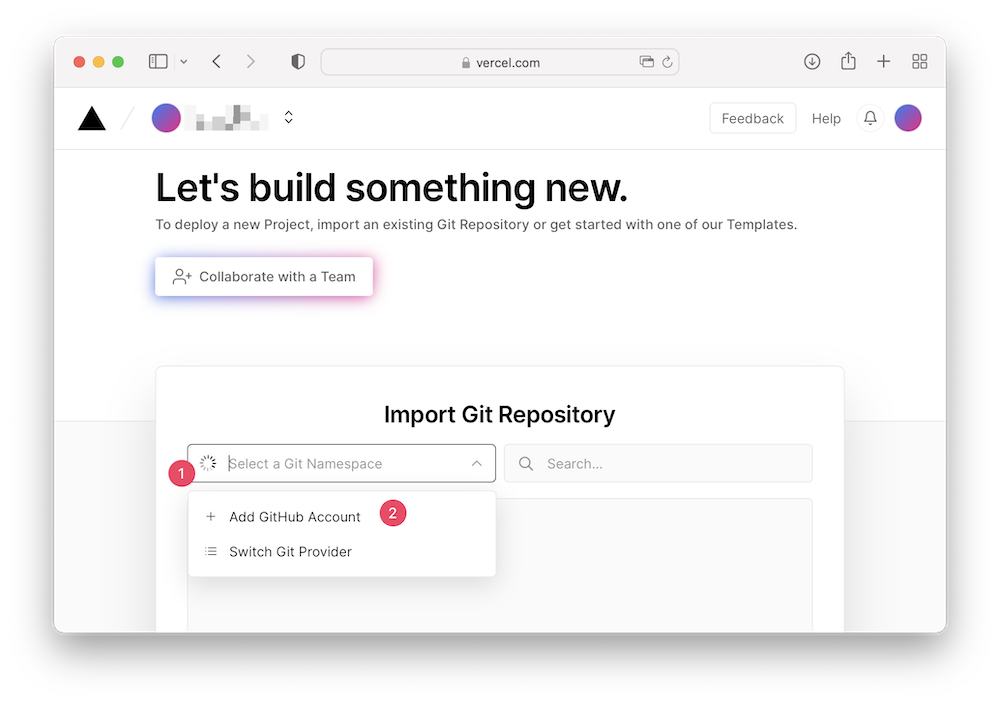 vercel.com
Feedback
Help
Let's build something new.
To deploy a new Project, import an existing Git Repository or get started with one of our Templates.
Collaborate with a Team
Import Git Repository
Select a Git Namespace
Search...
1
Add GitHub Account
2
Switch Git Provider